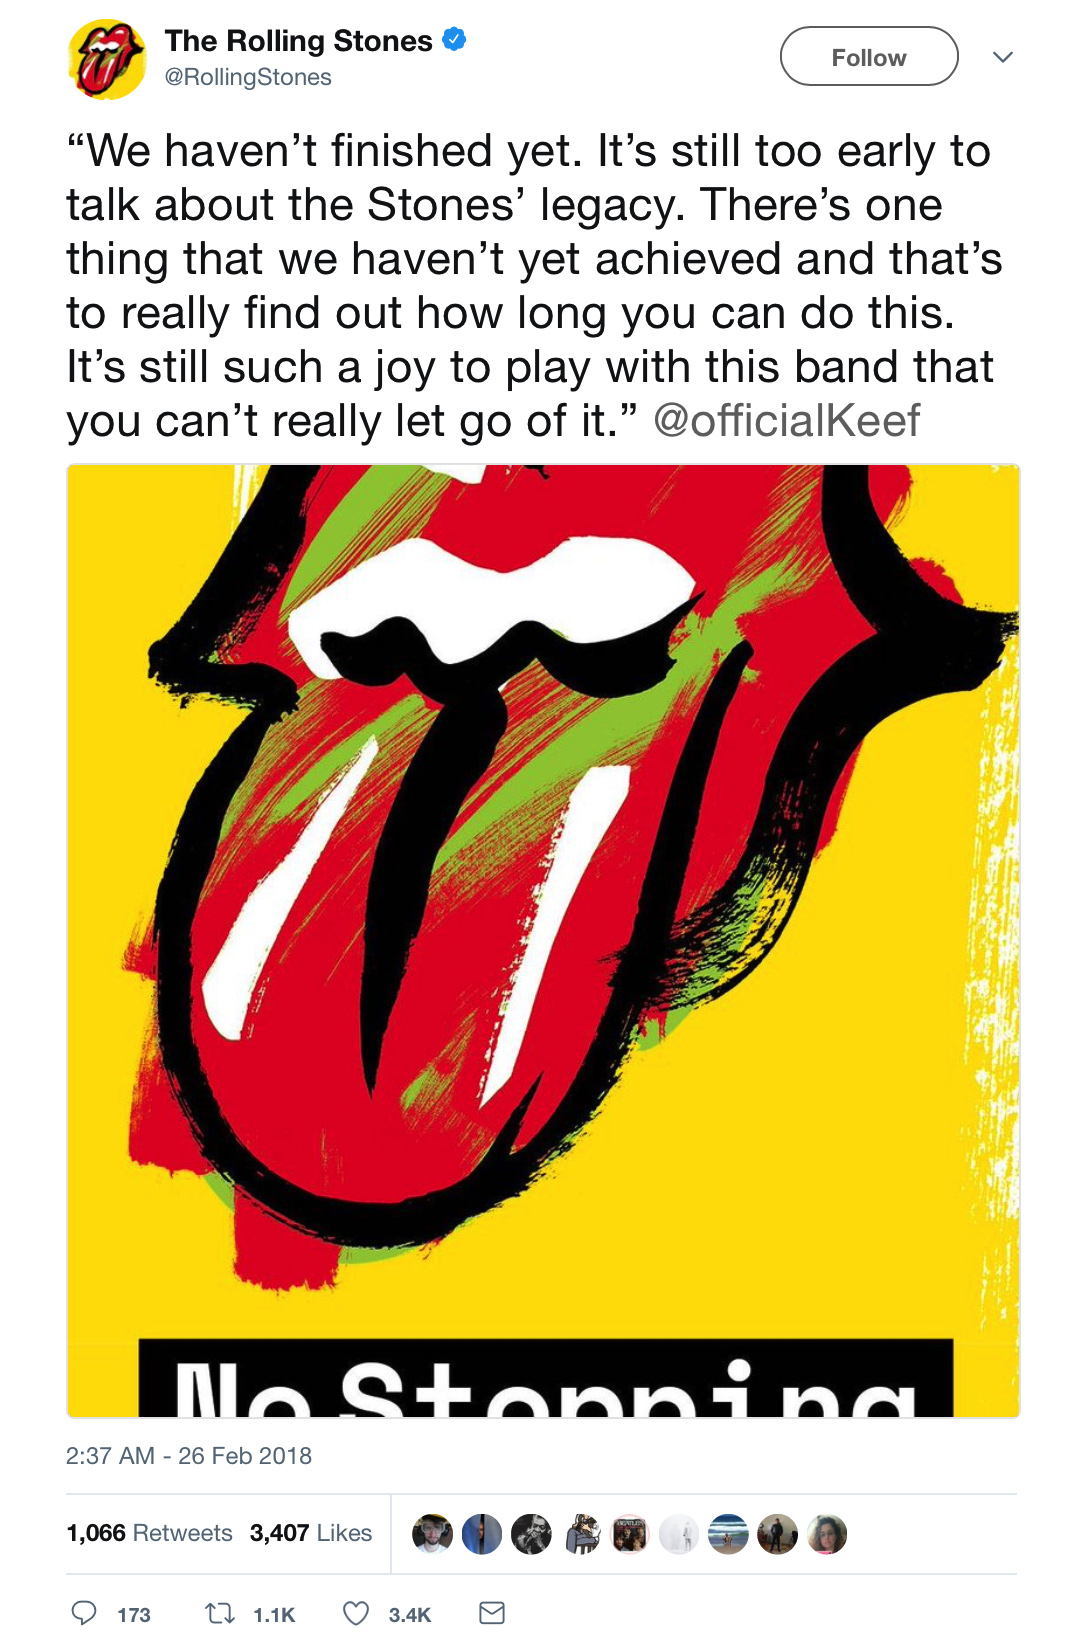 The Rolling Stones
@RollingStones
Follow
“We haven’t finished yet. It’s still too early to
talk about the Stones’ legacy. There’s one
thing that we haven’t yet achieved and that’s
to really find out how long you can do this.
It’s still such a joy to play with this band that
you can’t really let go of it.” @officialKeef
No Stopping
2:37 AM - 26 Feb 2018
1,066 Retweets 3,407 Likes
173 1.1K 3.4K